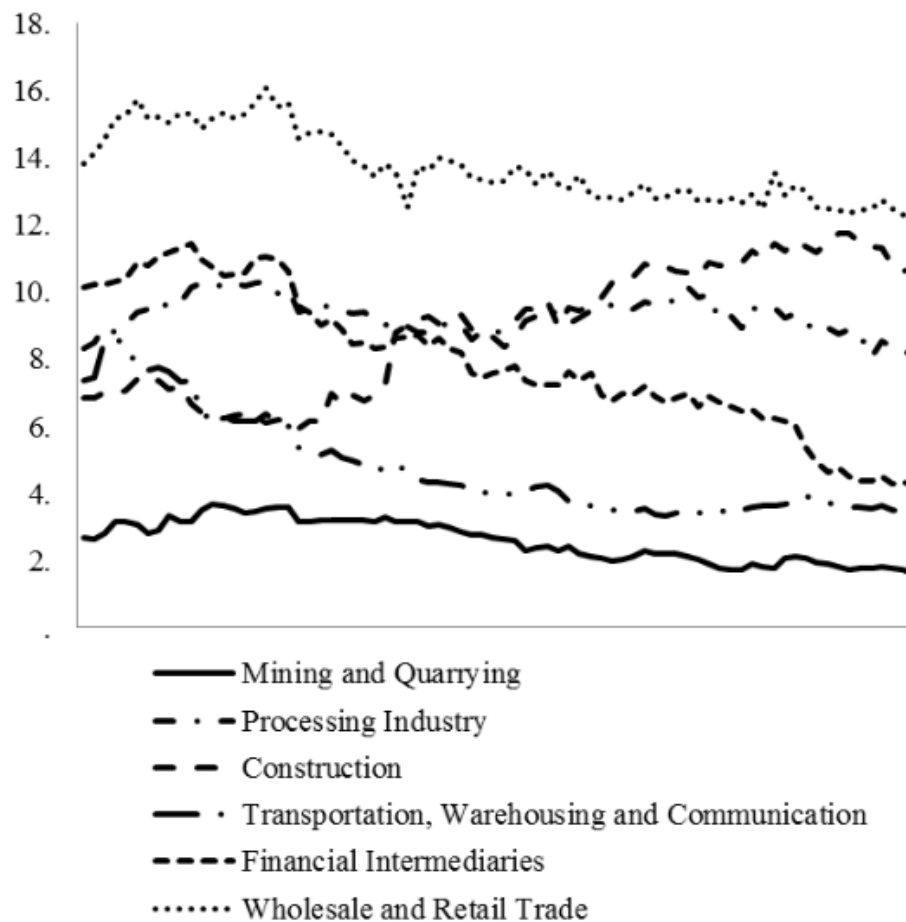 18.
16.
14.
12.
10.
8.
6.
4.
2.
.
Mining and Quarrying
Processing Industry
Construction
Transportation, Warehousing and Communication
Financial Intermediaries
Wholesale and Retail Trade